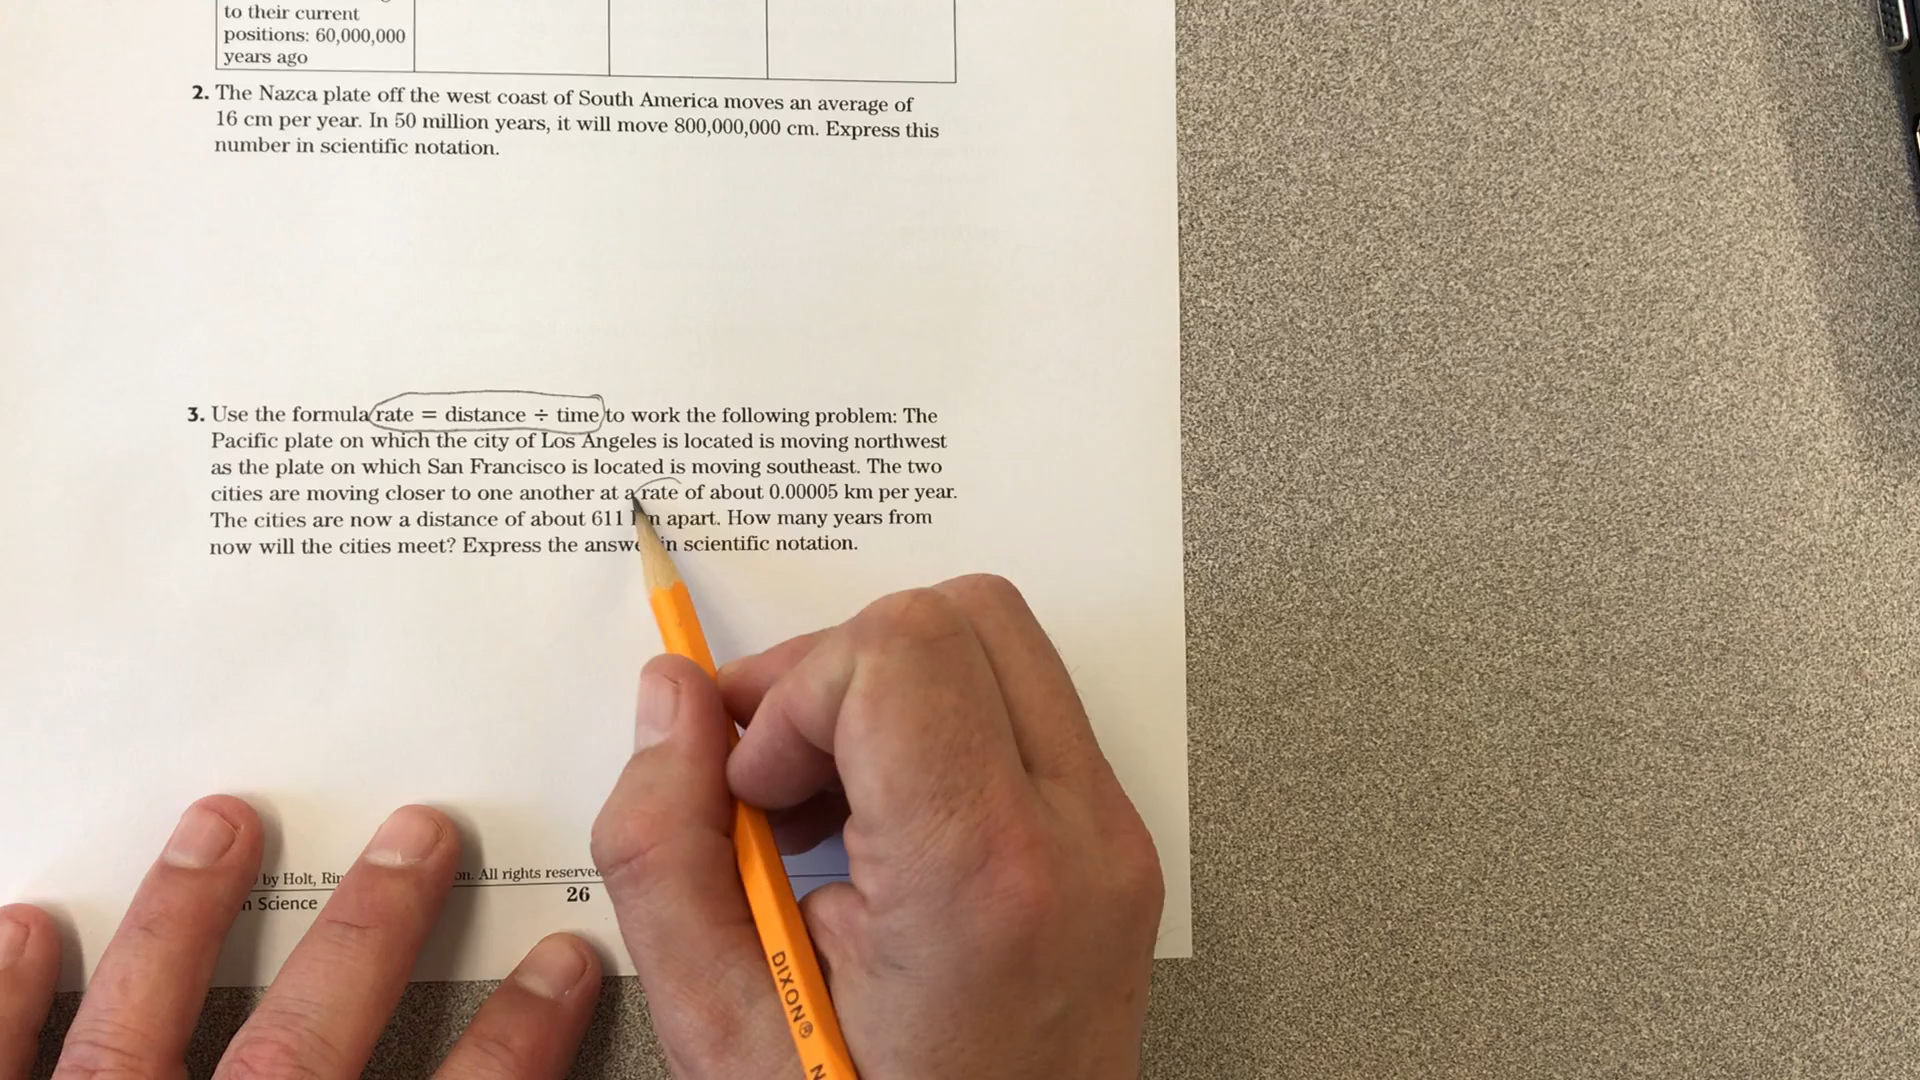 to their current
positions: 60,000,000
years ago
2. The Nazca plate off the west coast of South America moves an average of
16 cm per year. In 50 million years, it will move 800,000,000 cm. Express this
number in scientific notation.
3. Use the formula rate = distance ÷ time to work the following problem: The
Pacific plate on which the city of Los Angeles is located is moving northwest
as the plate on which San Francisco is located is moving southeast. The two
cities are moving closer to one another at a rate of about 0.00005 km per year.
The cities are now a distance of about 611 km apart. How many years from
now will the cities meet? Express the answer in scientific notation.
by Holt, All rights
Science
26
DIXON®